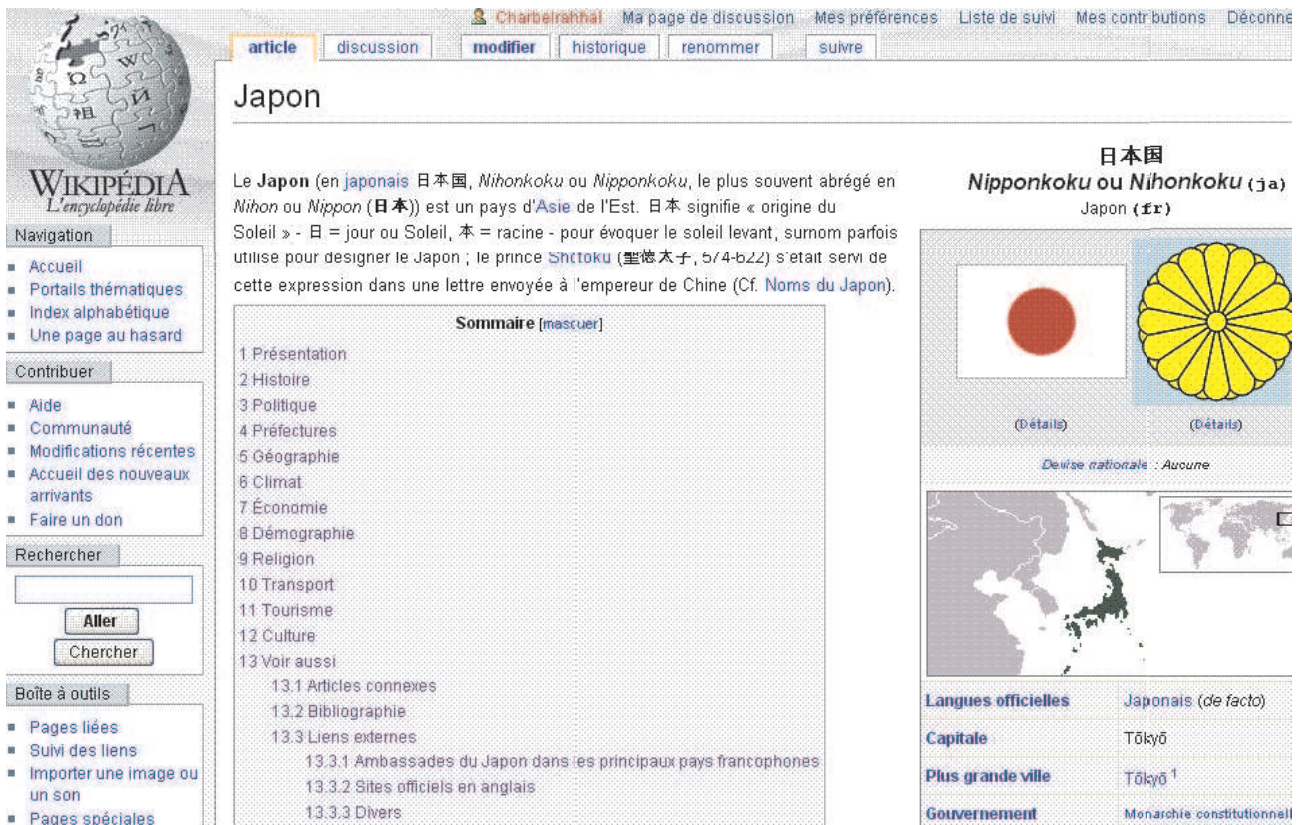 Charbelrahhal Ma page de discussion Mes préférences Liste de suivi Mes contributions Déconne
article discussion modifier historique renommer suivre
WIKIPÉDIA
L'encyclopédie libre
Navigation
Accueil
Portails thématiques
Index alphabétique
Une page au hasard
Contribuer
Aide
Communauté
Modifications récentes
Accueil des nouveaux
arrivants
Faire un don
Rechercher
Aller
Chercher
Boîte à outils
Pages liées
Suivi des liens
Importer une image ou
un son
Pages spéciales
Japon
Le Japon (en japonais 日本国, Nihonkoku ou Nipponkoku, le plus souvent abrégé en
Nihon ou Nippon (日本)) est un pays d'Asie de l'Est. 日本 signifie « origine du
Soleil » - 日 = jour ou Soleil, 本 = racine - pour évoquer le soleil levant, surnom parfois
utilisé pour désigner le Japon ; le prince Shotoku (聖徳太子, 574-622) s'était servi de
cette expression dans une lettre envoyée à l'empereur de Chine (Cf. Noms du Japon).
Sommaire [masquer]
1 Présentation
2 Histoire
3 Politique
4 Préfectures
5 Géographie
6 Climat
7 Économie
8 Démographie
9 Religion
10 Transport
11 Tourisme
12 Culture
13 Voir aussi
13.1 Articles connexes
13.2 Bibliographie
13.3 Liens externes
13.3.1 Ambassades du Japon dans les principaux pays francophones
13.3.2 Sites officiels en anglais
13.3.3 Divers
日本国
Nipponkoku ou Nihonkoku (ja)
Japon (fr)
(Détails) (Détails)
Devise nationale : Aucune
Langues officielles Japonais (de facto)
Capitale Tōkyō
Plus grande ville Tōkyō 1
Gouvernement Monarchie constitutionnell